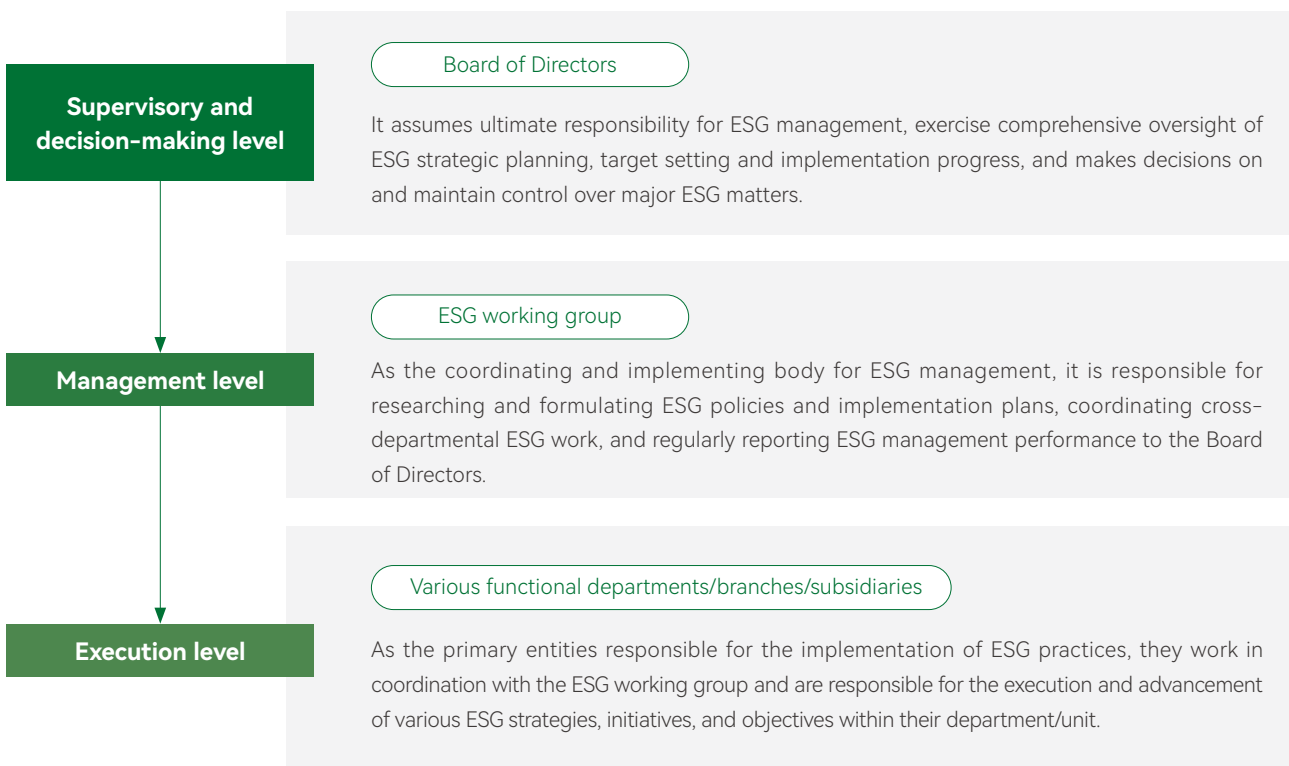 Board of Directors
Supervisory and
decision-making level
It assumes ultimate responsibility for ESG management, exercise comprehensive oversight of
ESG strategic planning, target setting and implementation progress, and makes decisions on
and maintain control over major ESG matters.
ESG working group
Management level
As the coordinating and implementing body for ESG management, it is responsible for
researching and formulating ESG policies and implementation plans, coordinating cross-
departmental ESG work, and regularly reporting ESG management performance to the Board
of Directors.
Various functional departments/branches/subsidiaries
Execution level
As the primary entities responsible for the implementation of ESG practices, they work in
coordination with the ESG working group and are responsible for the execution and advancement
of various ESG strategies, initiatives, and objectives within their department/unit.